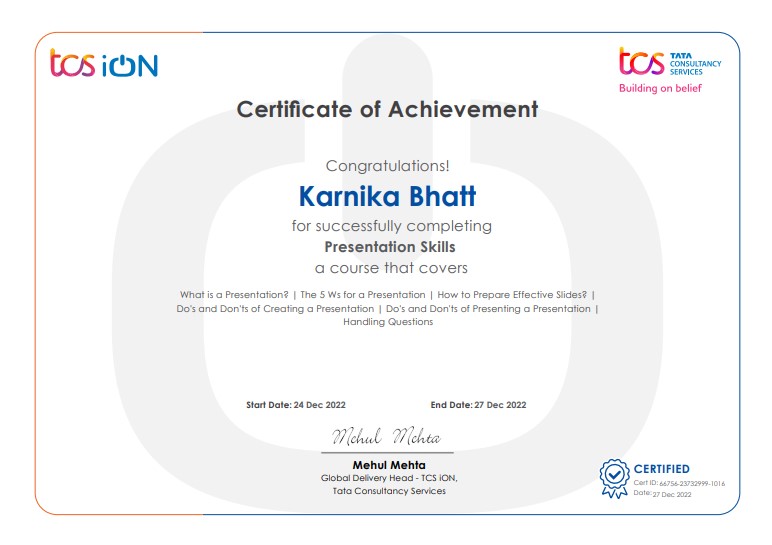 tcs iON
tcs TATA
CONSULTANCY
SERVICES
Building on belief
Certificate of Achievement
Congratulations!
Karnika Bhatt
for successfully completing
Presentation Skills
a course that covers
What is a Presentation? | The 5 Ws for a Presentation | How to Prepare Effective Slides? |
Do's and Don'ts of Creating a Presentation | Do's and Don'ts of Presenting a Presentation |
Handling Questions
Start Date: 24 Dec 2022 End Date: 27 Dec 2022
Mehul Mehta
Mehul Mehta
Global Delivery Head - TCS iON,
Tata Consultancy Services
CERTIFIED
Cert ID: 66756-23732999-1016
Date: 27 Dec 2022